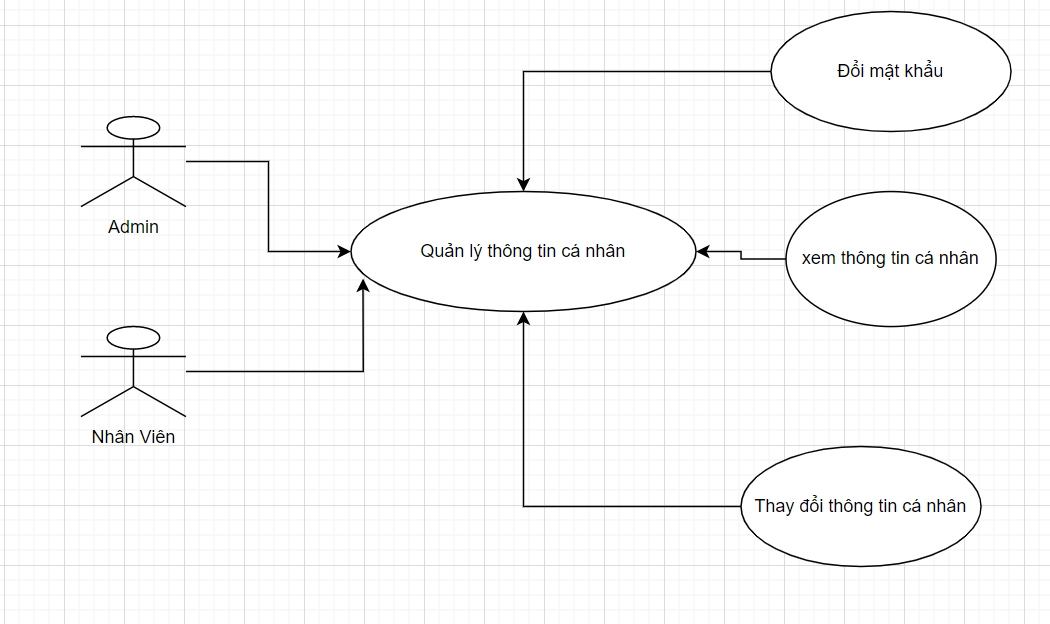 Đổi mật khẩu
Admin
Quản lý thông tin cá nhân
xem thông tin cá nhân
Nhân Viên
Thay đổi thông tin cá nhân